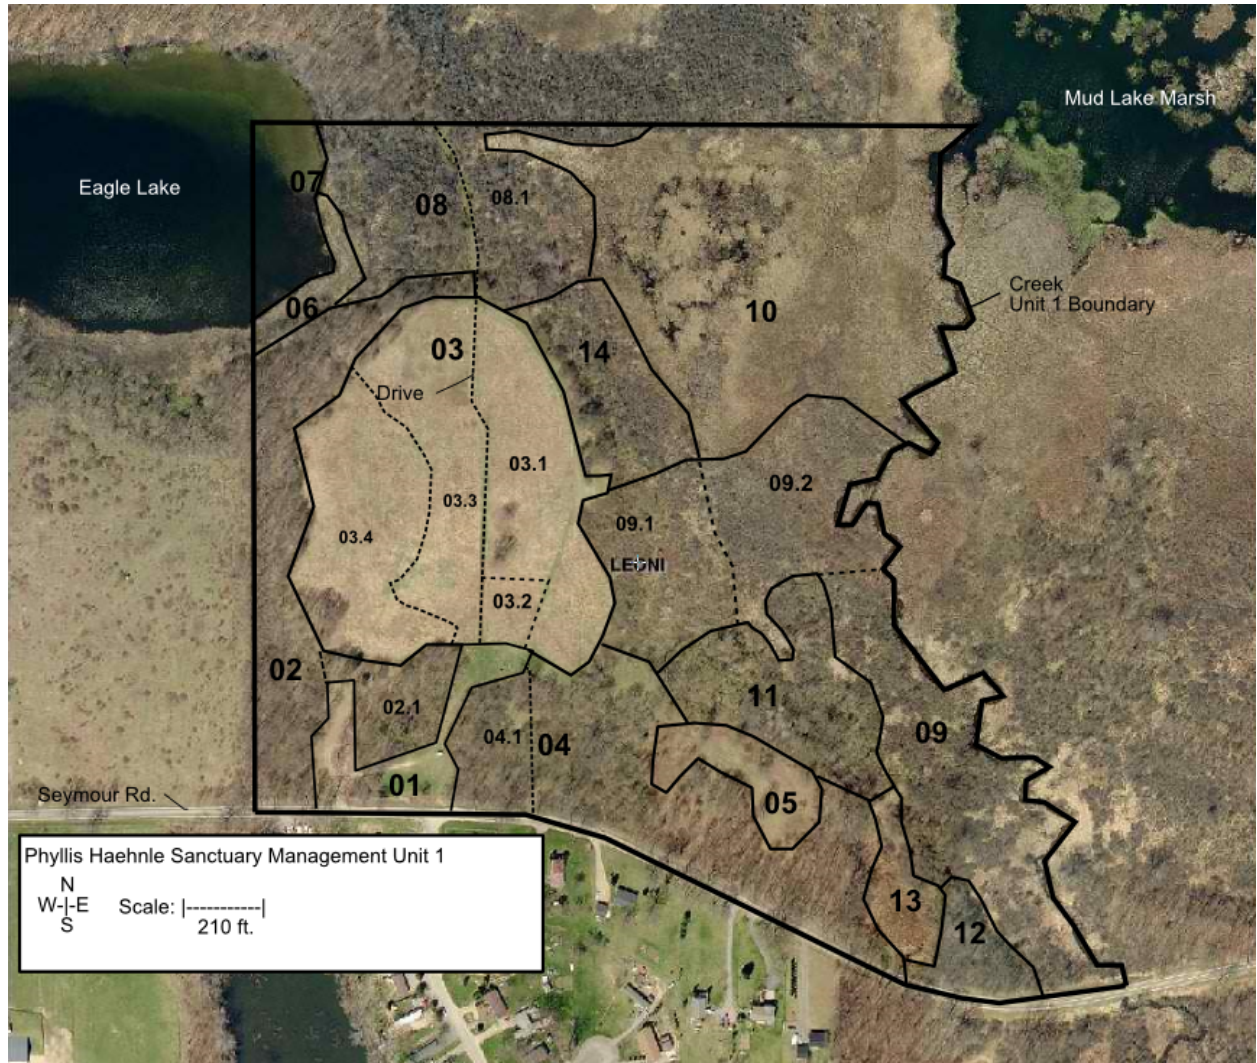 Mud Lake Marsh
Eagle Lake
07
08
08.1
06
10
Creek
Unit 1 Boundary
03
14
Drive
03.1
03.3
03.4
09.2
09.1
03.2
02
02.1
04.1
04
11
09
01
05
Seymour Rd.
13
12
Phyllis Haehnle Sanctuary Management Unit 1
N
W-|-E
S
Scale: |-----------|
210 ft.